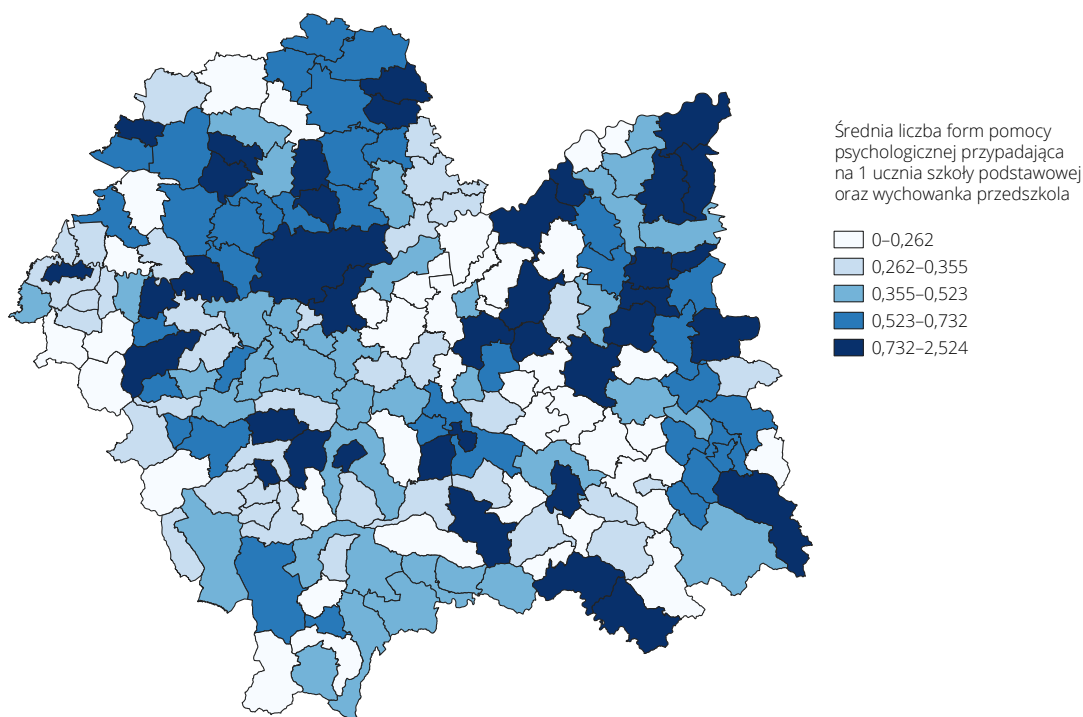 Średnia liczba form pomocy
psychologicznej przypadająca
na 1 ucznia szkoły podstawowej
oraz wychowanka przedszkola
0–0,262
0,262–0,355
0,355–0,523
0,523–0,732
0,732–2,524